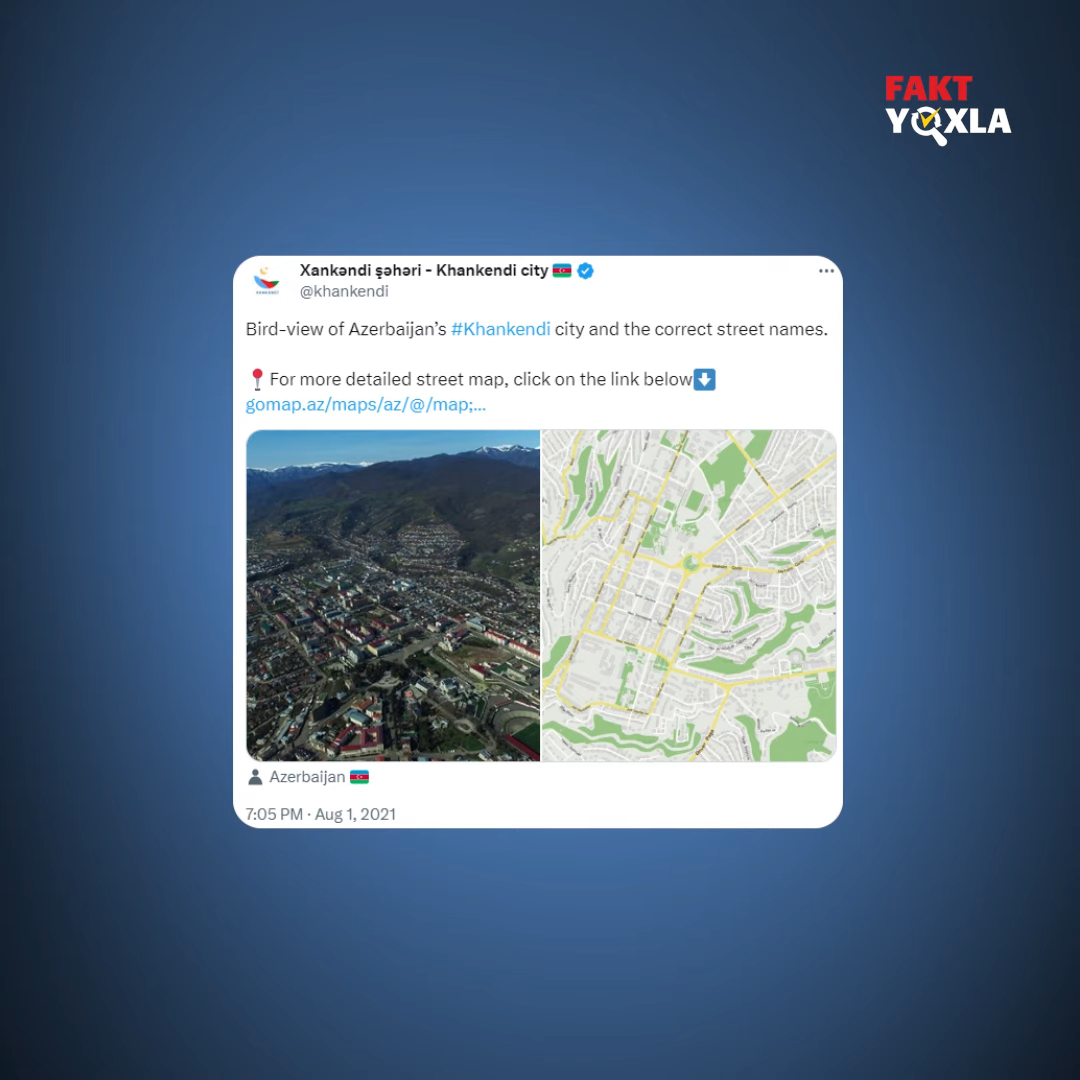 FAKT
YOXLA
Xankəndi şəhəri - Khankendi city
@khankendi
Bird-view of Azerbaijan’s #Khankendi city and the correct street names.
For more detailed street map, click on the link below
gomap.az/maps/az/@/map;...
Azerbaijan
7:05 PM · Aug 1, 2021